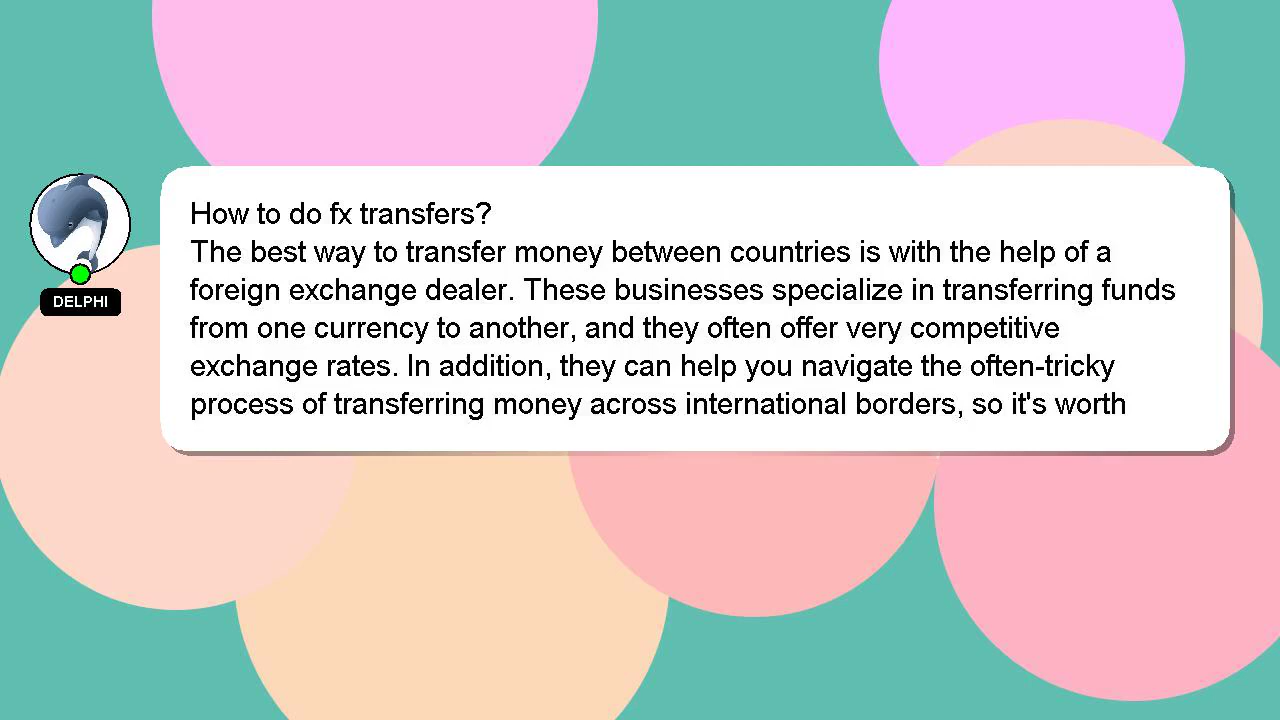 How to do fx transfers?
The best way to transfer money between countries is with the help of a
foreign exchange dealer. These businesses specialize in transferring funds
from one currency to another, and they often offer very competitive
exchange rates. In addition, they can help you navigate the often-tricky
process of transferring money across international borders, so it's worth
DELPHI